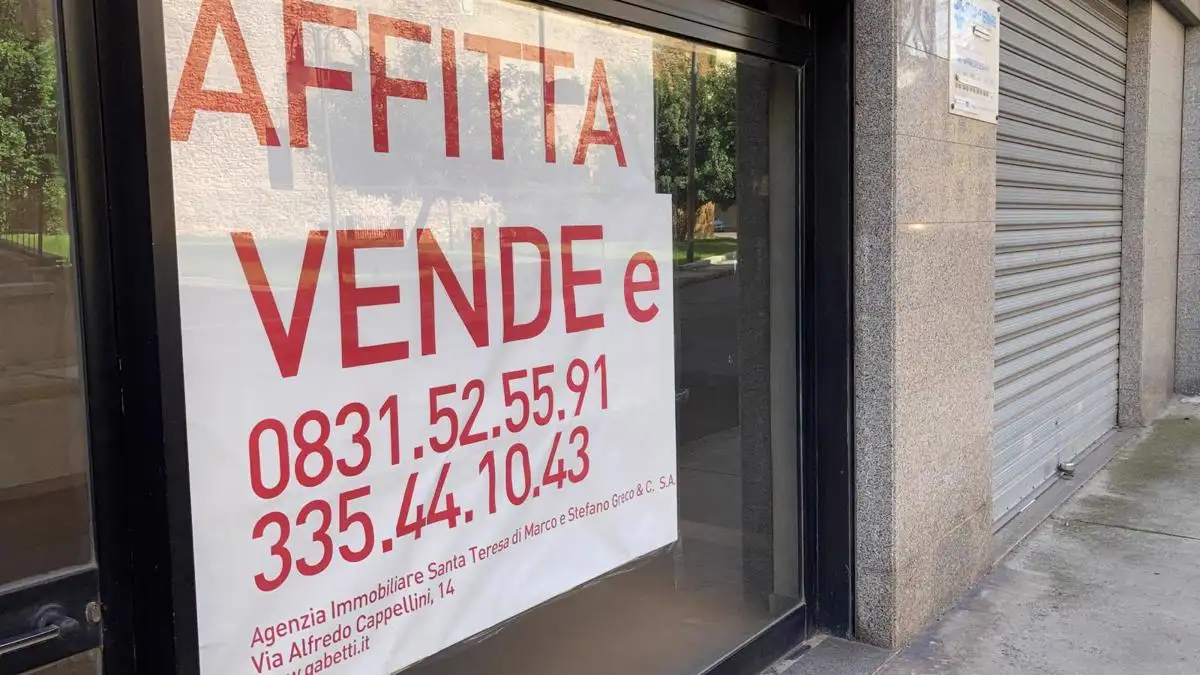 AFFITTA
VENDE e
0831.52.55.91
335.44.10.43
Agenzia Immobiliare Santa Teresa di Marco e Stefano Greco & C. S.A.
Via Alfredo Cappellini, 14
w.gabetti.it